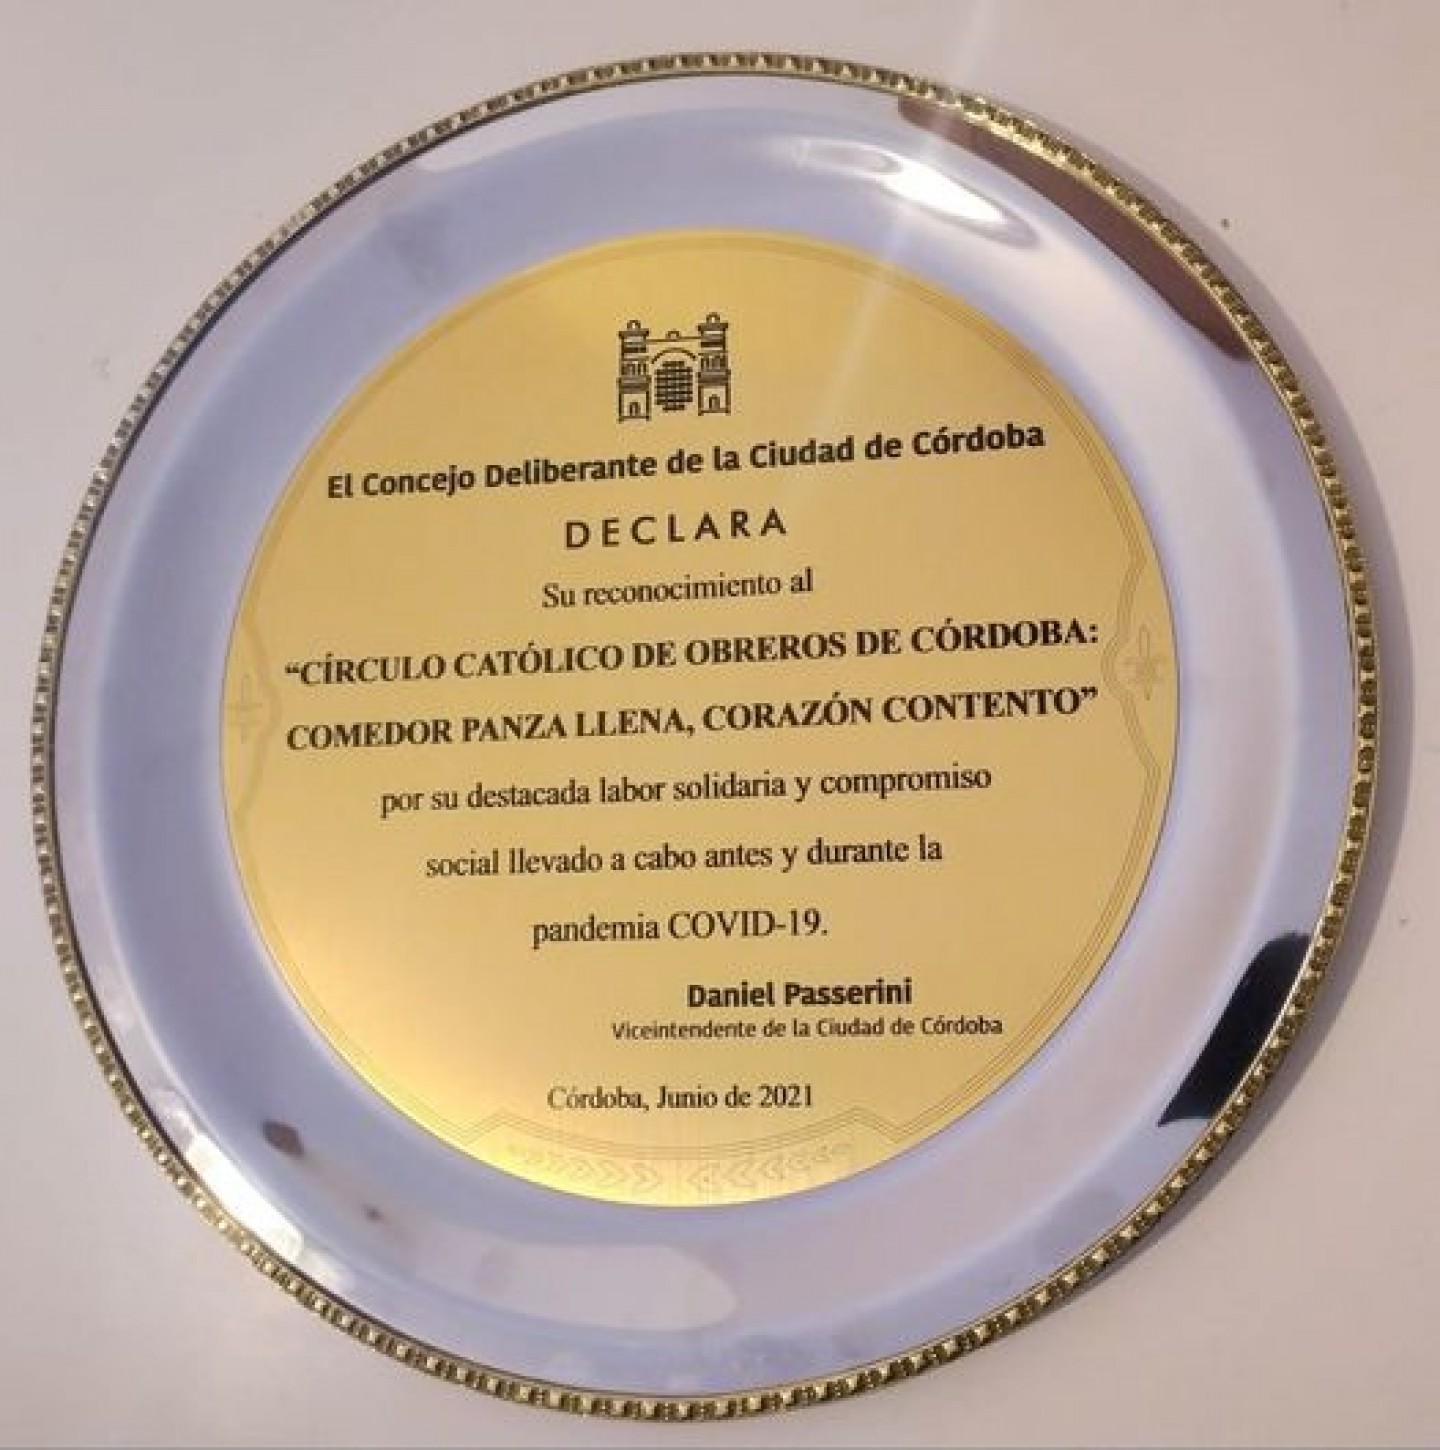 El Concejo Deliberante de la Ciudad de Córdoba
DECLARA
Su reconocimiento al
“CÍRCULO CATÓLICO DE OBREROS DE CÓRDOBA:
COMEDOR PANZA LLENA, CORAZÓN CONTENTO”
por su destacada labor solidaria y compromiso
social llevado a cabo antes y durante la
pandemia COVID-19.
Daniel Passerini
Viceintendente de la Ciudad de Córdoba
Córdoba, Junio de 2021